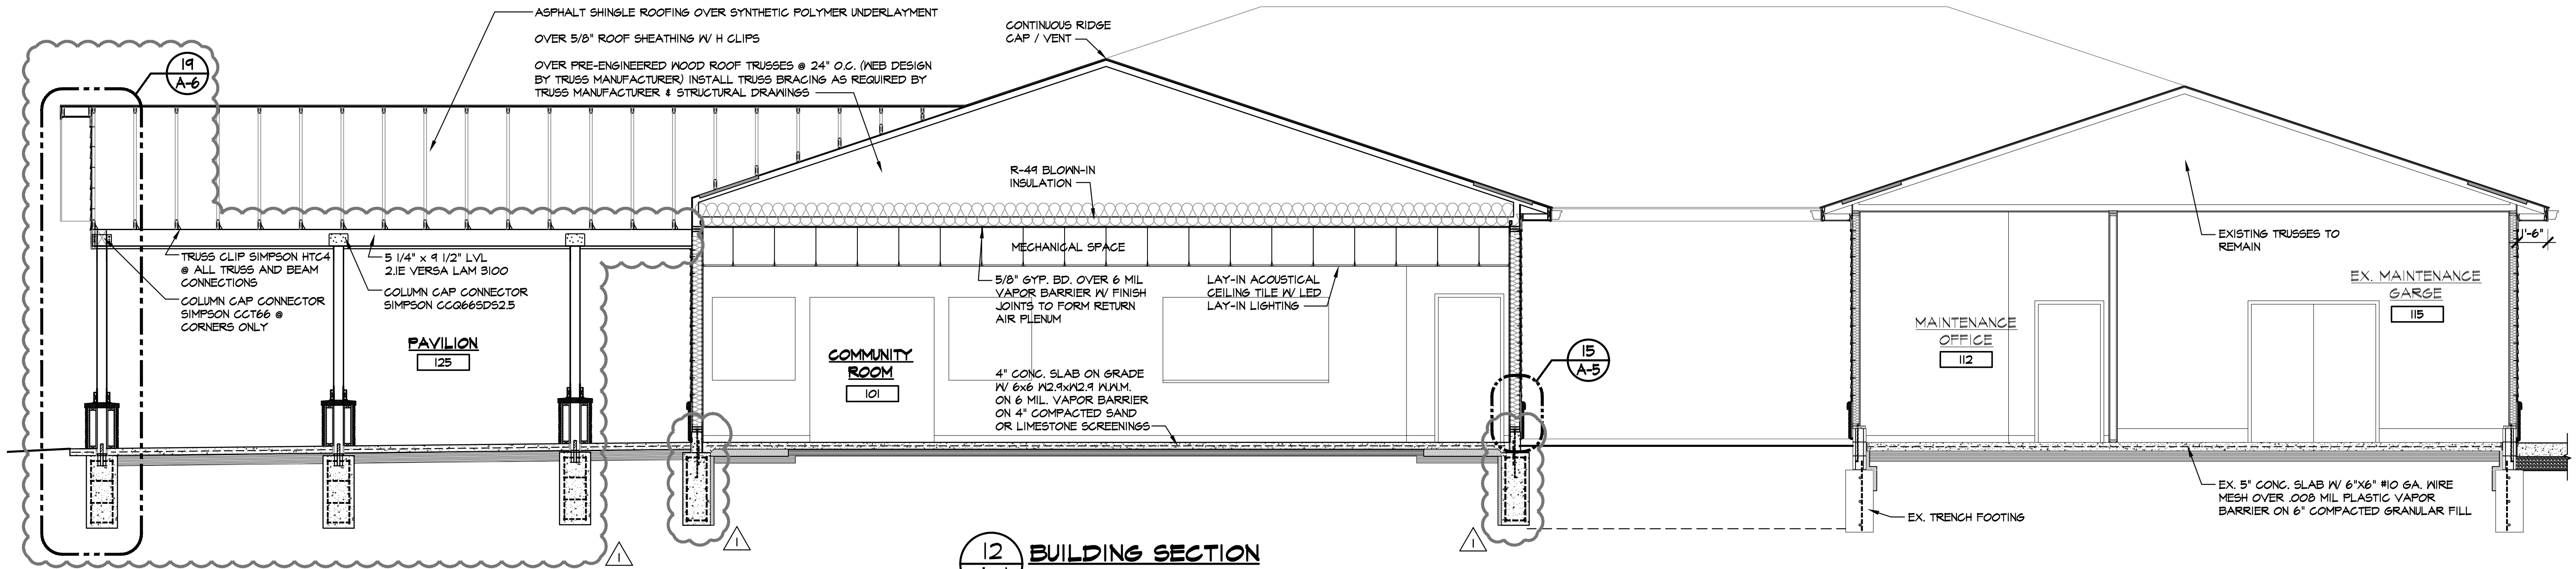 ASPHALT SHINGLE ROOFING OVER SYNTHETIC POLYMER UNDERLAYMENT
OVER 5/8" ROOF SHEATHING W/ H CLIPS
OVER PRE-ENGINEERED WOOD ROOF TRUSSES @ 24" O.C. (WEB DESIGN
BY TRUSS MANUFACTURER) INSTALL TRUSS BRACING AS REQUIRED BY
TRUSS MANUFACTURER & STRUCTURAL DRAWINGS
CONTINUOUS RIDGE
CAP / VENT
19
A-6
R-49 BLOWN-IN
INSULATION
MECHANICAL SPACE
TRUSS CLIP SIMPSON HTC4
@ ALL TRUSS AND BEAM
CONNECTIONS
COLUMN CAP CONNECTOR
SIMPSON CCT66 @
CORNERS ONLY
5 1/4" x 9 1/2" LVL
2.1E VERSA LAM 3100
COLUMN CAP CONNECTOR
SIMPSON CCQ66SDS2.5
PAVILION
125
5/8" GYP. BD. OVER 6 MIL
VAPOR BARRIER W/ FINISH
JOINTS TO FORM RETURN
AIR PLENUM
LAY-IN ACOUSTICAL
CEILING TILE W/ LED
LAY-IN LIGHTING
COMMUNITY
ROOM
101
4" CONC. SLAB ON GRADE
W/ 6x6 W2.9xW2.9 W.W.M.
ON 6 MIL. VAPOR BARRIER
ON 4" COMPACTED SAND
OR LIMESTONE SCREENINGS
15
A-5
EXISTING TRUSSES TO
REMAIN
1'-6"
EX. MAINTENANCE
GARGE
115
MAINTENANCE
OFFICE
112
EX. 5" CONC. SLAB W/ 6"X6" #10 GA. WIRE
MESH OVER .008 MIL PLASTIC VAPOR
BARRIER ON 6" COMPACTED GRANULAR FILL
EX. TRENCH FOOTING
1
1
1
12
BUILDING SECTION